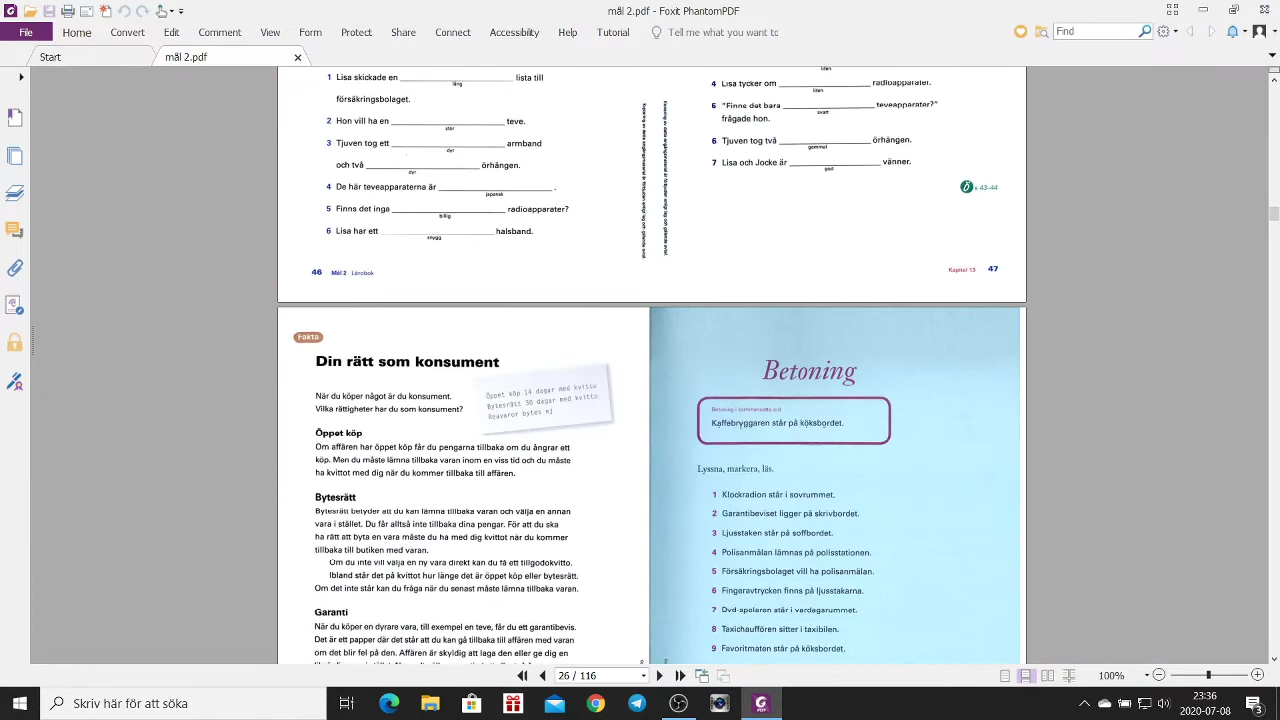 mål 2.pdf - Foxit PhantomPDF
Find
Home Convert Edit Comment View Form Protect Share Connect Accessibility Help Tutorial Tell me what you want to
Start
mål 2.pdf
1 Lisa skickade en ____ lista till
lång
försäkringsbolaget.
2 Hon vill ha en ____ teve.
stor
3 Tjuven tog ett ____ armband
dyr
och två ____ örhängen.
dyr
4 De här teveapparaterna är ____ .
japansk
5 Finns det inga ____ radioapparater?
billig
6 Lisa har ett ____ halsband.
snygg
46 Mål 2 Lärobok
liten
4 Lisa tycker om ____ radioapparater.
liten
5 "Finns det bara ____ teveapparater?"
svart
frågade hon.
6 Tjuven tog två ____ örhängen.
gammal
7 Lisa och Jocke är ____ vänner.
god
Ö s 43-44
Kapitel 13 47
Fakta
Din rätt som konsument
När du köper något är du konsument.
Vilka rättigheter har du som konsument?
Öppet köp 14 dagar med kvitto
Bytesrätt 30 dagar med kvitto
Reavaror bytes ej
Öppet köp
Om affären har öppet köp får du pengarna tillbaka om du ångrar ett
köp. Men du måste lämna tillbaka varan inom en viss tid och du måste
ha kvittot med dig när du kommer tillbaka till affären.
Bytesrätt
Bytesrätt betyder att du kan lämna tillbaka varan och välja en annan
vara i stället. Du får alltså inte tillbaka dina pengar. För att du ska
ha rätt att byta en vara måste du ha med dig kvittot när du kommer
tillbaka till butiken med varan.
Om du inte vill välja en ny vara direkt kan du få ett tillgodokvitto.
Ibland står det på kvittot hur länge det är öppet köp eller bytesrätt.
Om det inte står kan du fråga när du senast måste lämna tillbaka varan.
Garanti
När du köper en dyrare vara, till exempel en teve, får du ett garantibevis.
Det är ett papper där det står att du kan gå tillbaka till affären med varan
om det blir fel på den. Affären är skyldig att laga den eller ge dig en
Betoning
Betoning i sammansatta ord
Kaffebryggaren står på köksbordet.
Lyssna, markera, läs.
1 Klockradion står i sovrummet.
2 Garantibeviset ligger på skrivbordet.
3 Ljusstaken står på soffbordet.
4 Polisanmälan lämnas på polisstationen.
5 Försäkringsbolaget vill ha polisanmälan.
6 Fingeravtrycken finns på ljusstakarna.
7 Dvd-spelaren står i vardagsrummet.
8 Taxichauffören sitter i taxibilen.
9 Favoritmaten står på köksbordet.
26 / 116
100%
Skriv här för att söka
23:36
2020-07-08